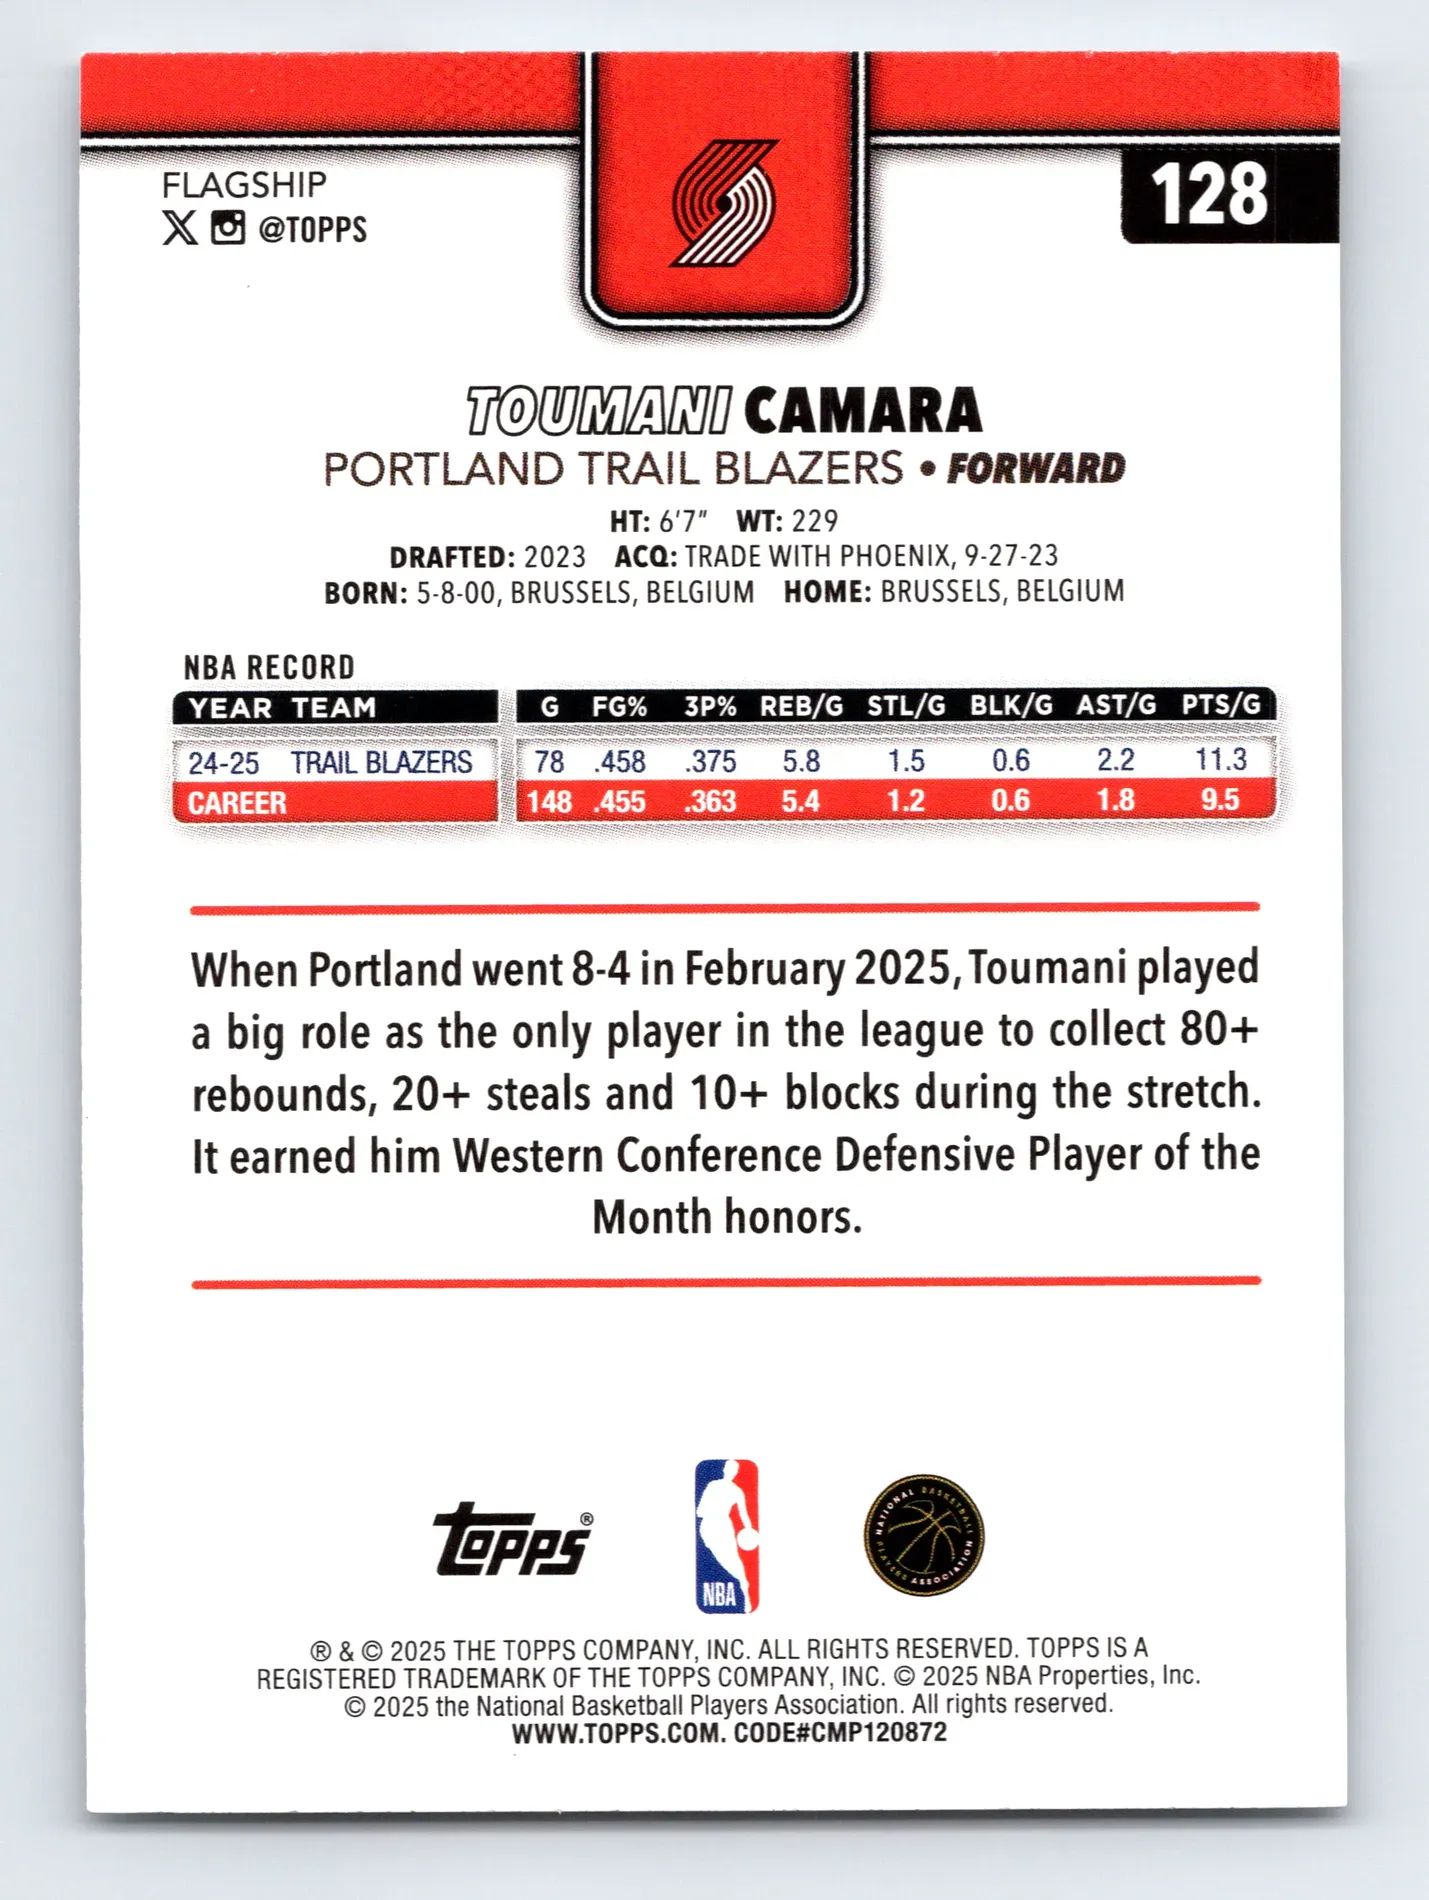 FLAGSHIP
@TOPPS
128
TOUMANI CAMARA
PORTLAND TRAIL BLAZERS • FORWARD
HT: 6'7" WT: 229
DRAFTED: 2023 ACQ: TRADE WITH PHOENIX, 9-27-23
BORN: 5-8-00, BRUSSELS, BELGIUM HOME: BRUSSELS, BELGIUM
NBA RECORD
YEAR TEAM G FG% 3P% REB/G STL/G BLK/G AST/G PTS/G
24-25 TRAIL BLAZERS 78 .458 .375 5.8 1.5 0.6 2.2 11.3
CAREER 148 .455 .363 5.4 1.2 0.6 1.8 9.5
When Portland went 8-4 in February 2025, Toumani played
a big role as the only player in the league to collect 80+
rebounds, 20+ steals and 10+ blocks during the stretch.
It earned him Western Conference Defensive Player of the
Month honors.
topps®
NBA
NATIONAL BASKETBALL PLAYERS ASSOCIATION
® & © 2025 THE TOPPS COMPANY, INC. ALL RIGHTS RESERVED. TOPPS IS A
REGISTERED TRADEMARK OF THE TOPPS COMPANY, INC. © 2025 NBA Properties, Inc.
© 2025 the National Basketball Players Association. All rights reserved.
WWW.TOPPS.COM. CODE#CMP120872